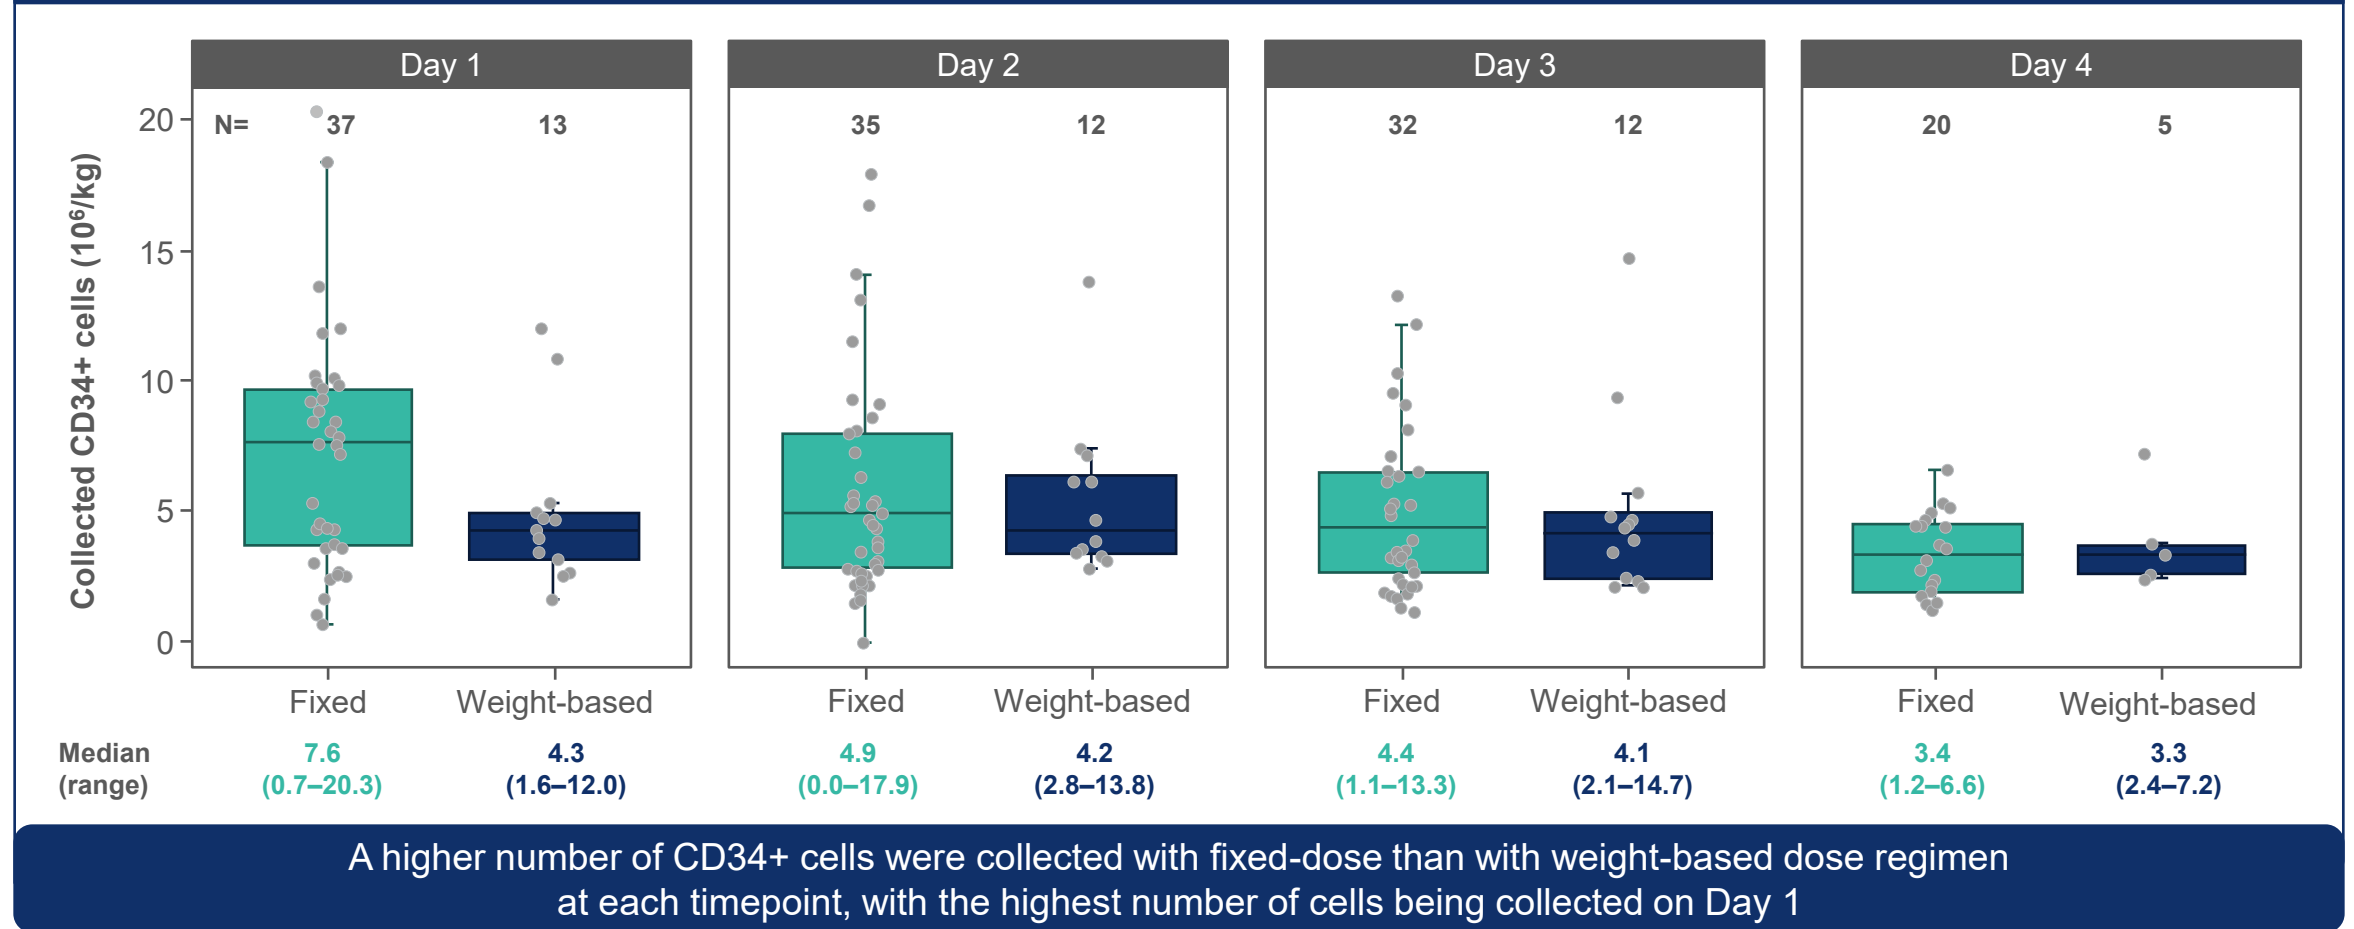 Day 1
Day 2
Day 3
Day 4
Collected CD34+ cells (10⁶/kg)
20
15
10
5
0
N= 37 13
35 12
32 12
20 5
Fixed Weight-based
Fixed Weight-based
Fixed Weight-based
Fixed Weight-based
Median 7.6 4.3 4.9 4.2 4.4 4.1 3.4 3.3
(range) (0.7–20.3) (1.6–12.0) (0.0–17.9) (2.8–13.8) (1.1–13.3) (2.1–14.7) (1.2–6.6) (2.4–7.2)
A higher number of CD34+ cells were collected with fixed-dose than with weight-based dose regimen
at each timepoint, with the highest number of cells being collected on Day 1